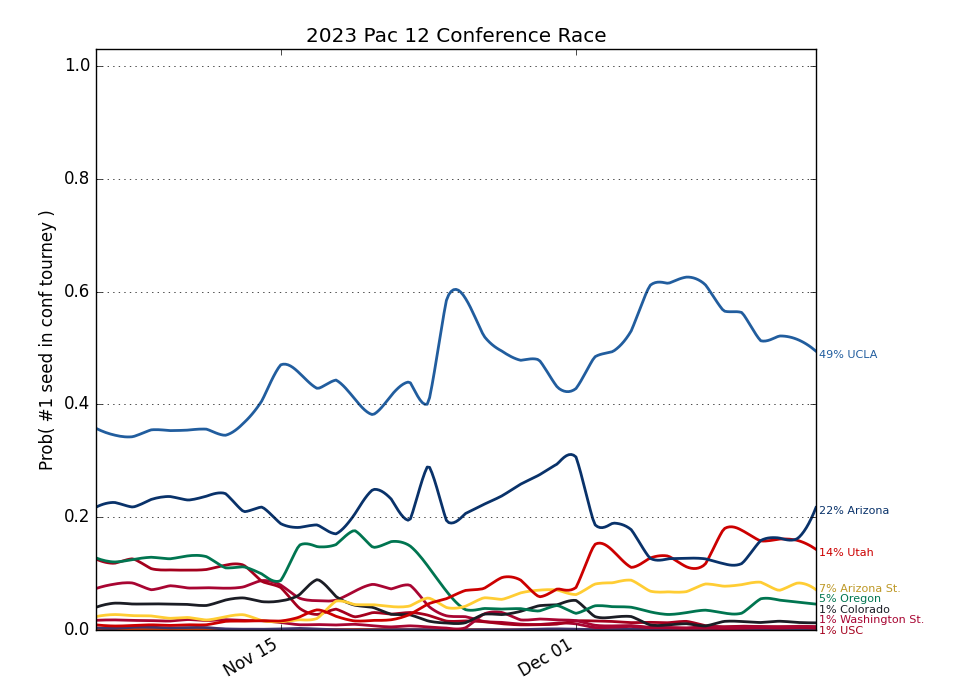 2023 Pac 12 Conference Race
Prob( #1 seed in conf tourney )
1.0
0.8
0.6
0.4
0.2
0.0
Nov 15
Dec 01
49% UCLA
22% Arizona
14% Utah
7% Arizona St.
5% Oregon
1% Colorado
1% Washington St.
1% USC